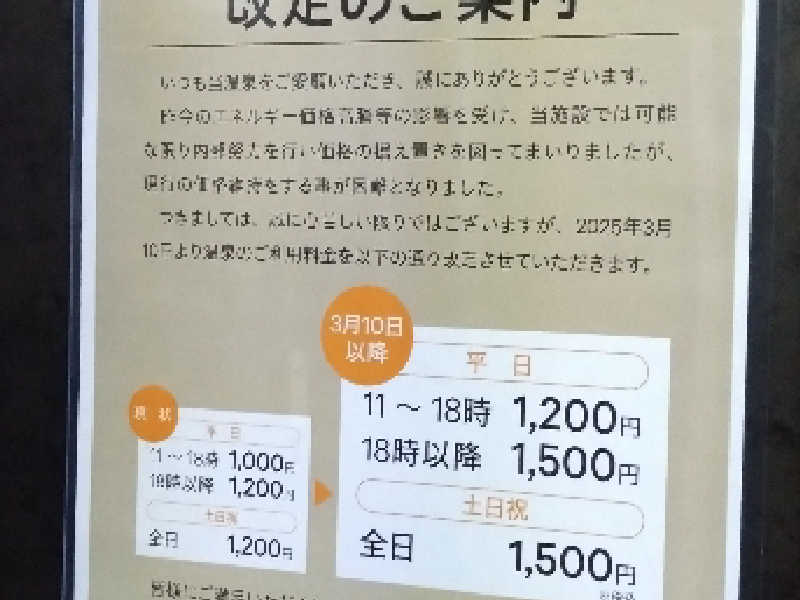 改定のご案内
いつも当温泉をご愛顧いただき、誠にありがとうございます。
昨今のエネルギー価格高騰等の影響を受け、当施設では可能
な限り内部努力を行い価格の据え置きを図ってまいりましたが、
現行の価格維持をする事が困難となりました。
つきましては、誠に心苦しい限りではございますが、2025年3月
10日より温泉のご利用料金を以下の通り改定させていただきます。
現状
平日
11～18時 1,000円
18時以降 1,200円
土日祝
全日 1,200円
3月10日
以降
平日
11～18時 1,200円
18時以降 1,500円
土日祝
全日 1,500円
皆様にご満足いただ